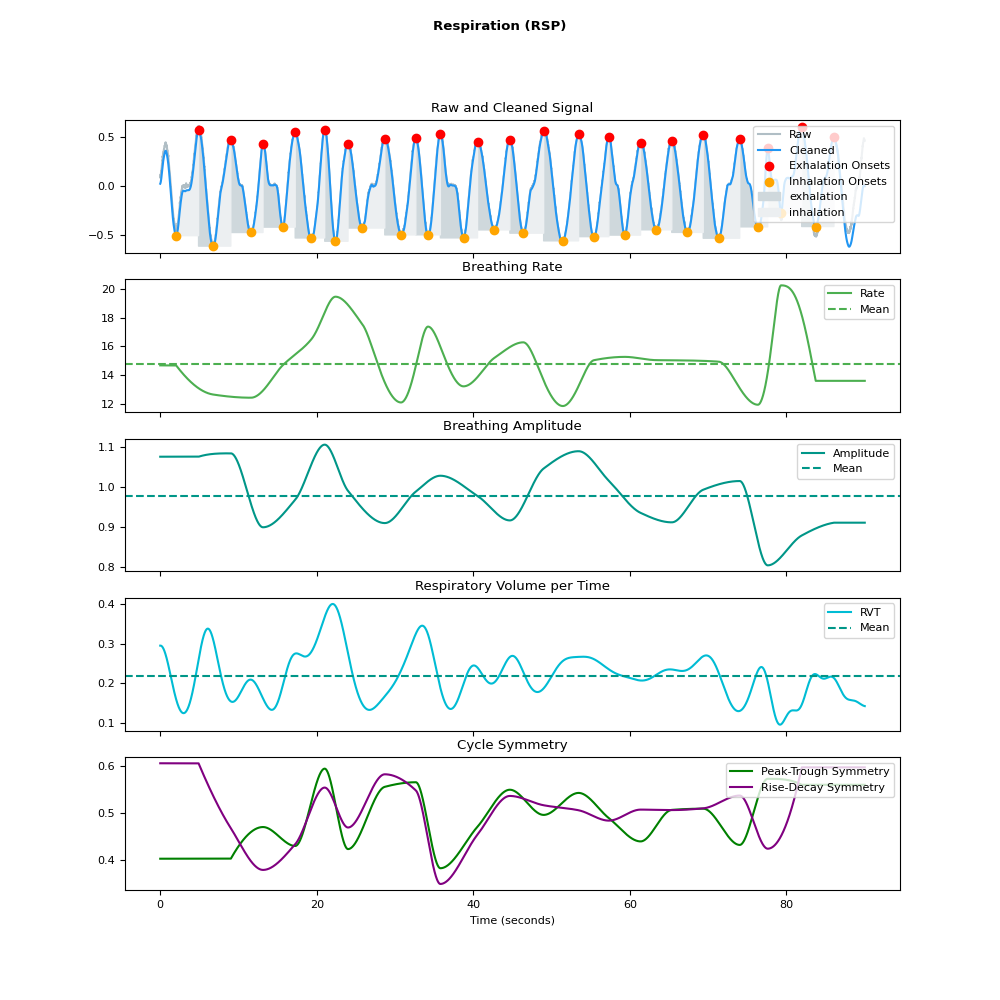 Respiration (RSP)
Raw and Cleaned Signal
0.5
0.0
−0.5
Raw
Cleaned
Exhalation Onsets
Inhalation Onsets
exhalation
inhalation
Breathing Rate
20
18
16
14
12
Rate
Mean
Breathing Amplitude
1.1
1.0
0.9
0.8
Amplitude
Mean
Respiratory Volume per Time
0.4
0.3
0.2
0.1
RVT
Mean
Cycle Symmetry
0.6
0.5
0.4
Peak-Trough Symmetry
Rise-Decay Symmetry
0 20 40 60 80
Time (seconds)